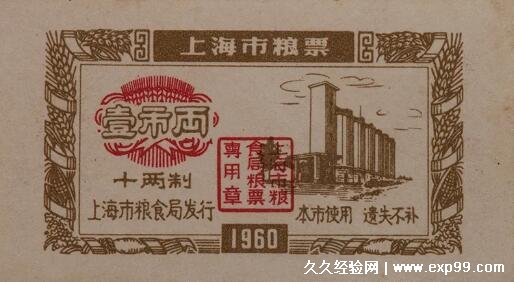 上海市粮票
壹市両
十两制
上海市粮食局发行
上海市粮
食局粮票
專用章
本市使用 遗失不补
1960
久久经验网 | www.exp99.com